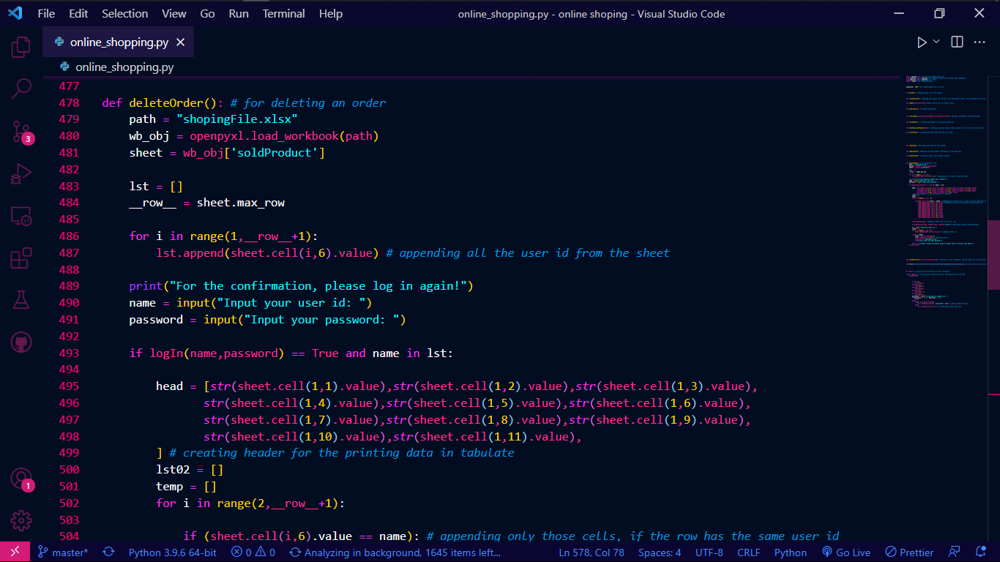 File Edit Selection View Go Run Terminal Help online_shopping.py - online shoping - Visual Studio Code
online_shopping.py
online_shopping.py
477
478 def deleteOrder(): # for deleting an order
479 path = "shopingFile.xlsx"
480 wb_obj = openpyxl.load_workbook(path)
481 sheet = wb_obj['soldProduct']
482
483 lst = []
484 __row__ = sheet.max_row
485
486 for i in range(1,__row__+1):
487 lst.append(sheet.cell(i,6).value) # appending all the user id from the sheet
488
489 print("For the confirmation, please log in again!")
490 name = input("Input your user id: ")
491 password = input("Input your password: ")
492
493 if logIn(name,password) == True and name in lst:
494
495 head = [str(sheet.cell(1,1).value),str(sheet.cell(1,2).value),str(sheet.cell(1,3).value),
496 str(sheet.cell(1,4).value),str(sheet.cell(1,5).value),str(sheet.cell(1,6).value),
497 str(sheet.cell(1,7).value),str(sheet.cell(1,8).value),str(sheet.cell(1,9).value),
498 str(sheet.cell(1,10).value),str(sheet.cell(1,11).value),
499 ] # creating header for the printing data in tabulate
500 lst02 = []
501 temp = []
502 for i in range(2,__row__+1):
503
504 if (sheet.cell(i,6).value == name): # appending only those cells, if the row has the same user id
3
1
master* Python 3.9.6 64-bit 0 0 Analyzing in background, 1645 items left... Ln 578, Col 78 Spaces: 4 UTF-8 CRLF Python Go Live Prettier